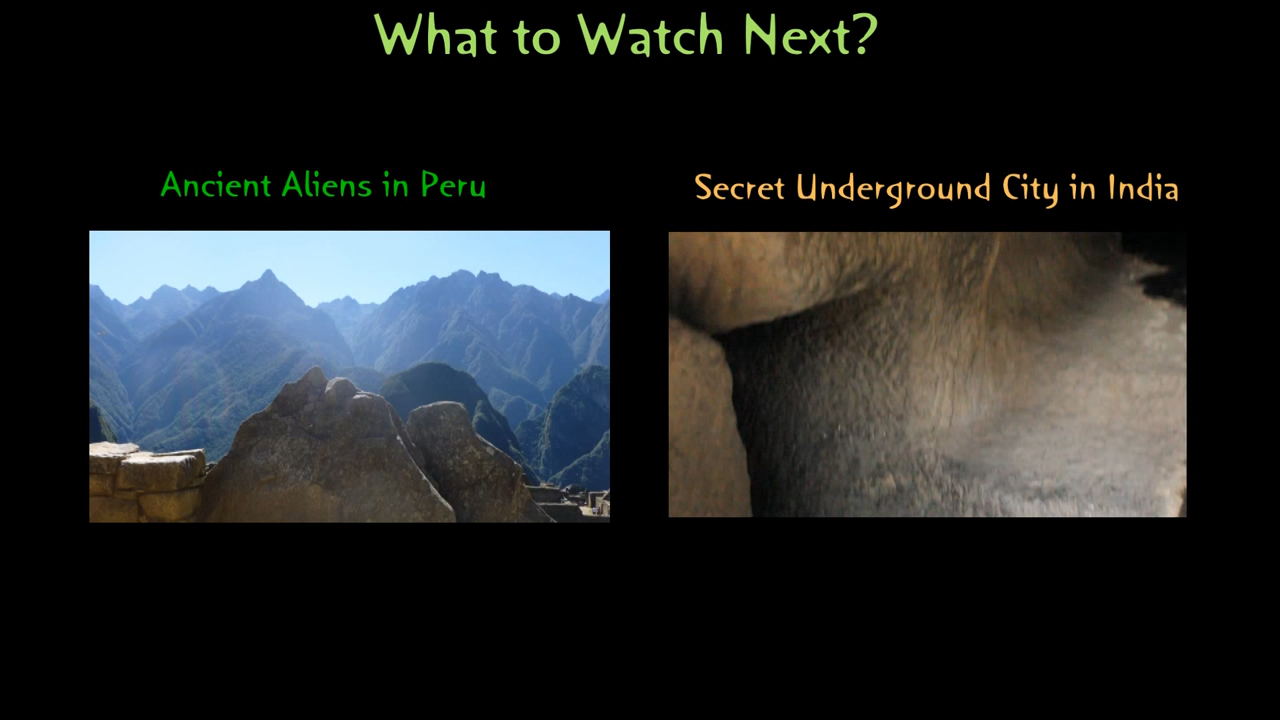 What to Watch Next?
Ancient Aliens in Peru
Secret Underground City in India